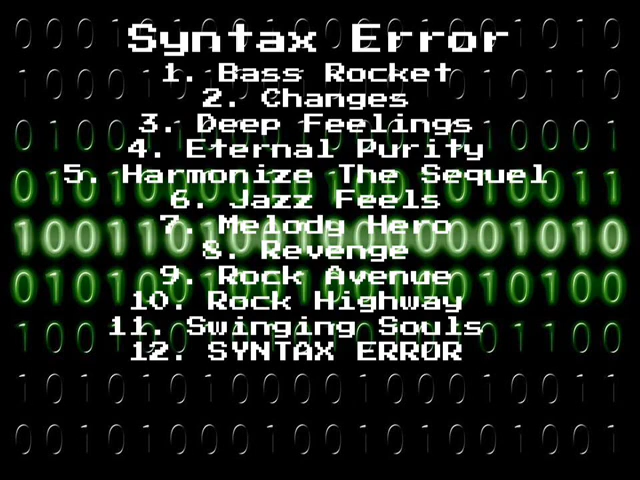 Syntax Error
1. Bass Rocket
2. Changes
3. Deep Feelings
4. Eternal Purity
5. Harmonize The Sequel
6. Jazz Feels
7. Melody Hero
8. Revenge
9. Rock Avenue
10. Rock Highway
11. Swinging Souls
12. SYNTAX ERROR